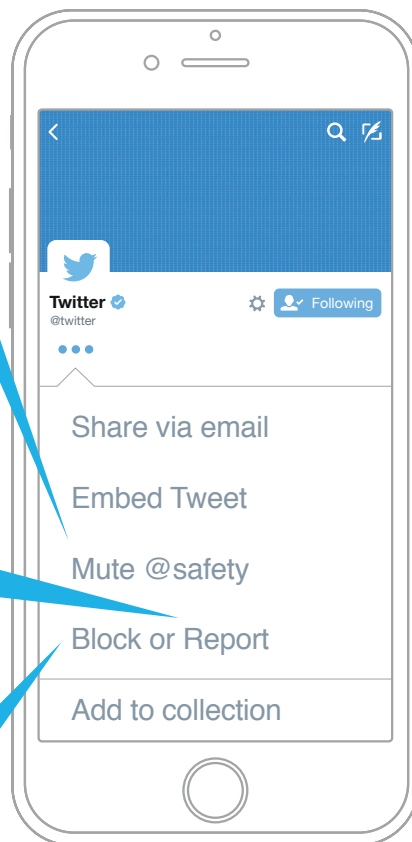 Twitter
Following
@twitter
Share via email
Embed Tweet
Mute @safety
Block or Report
Add to collection